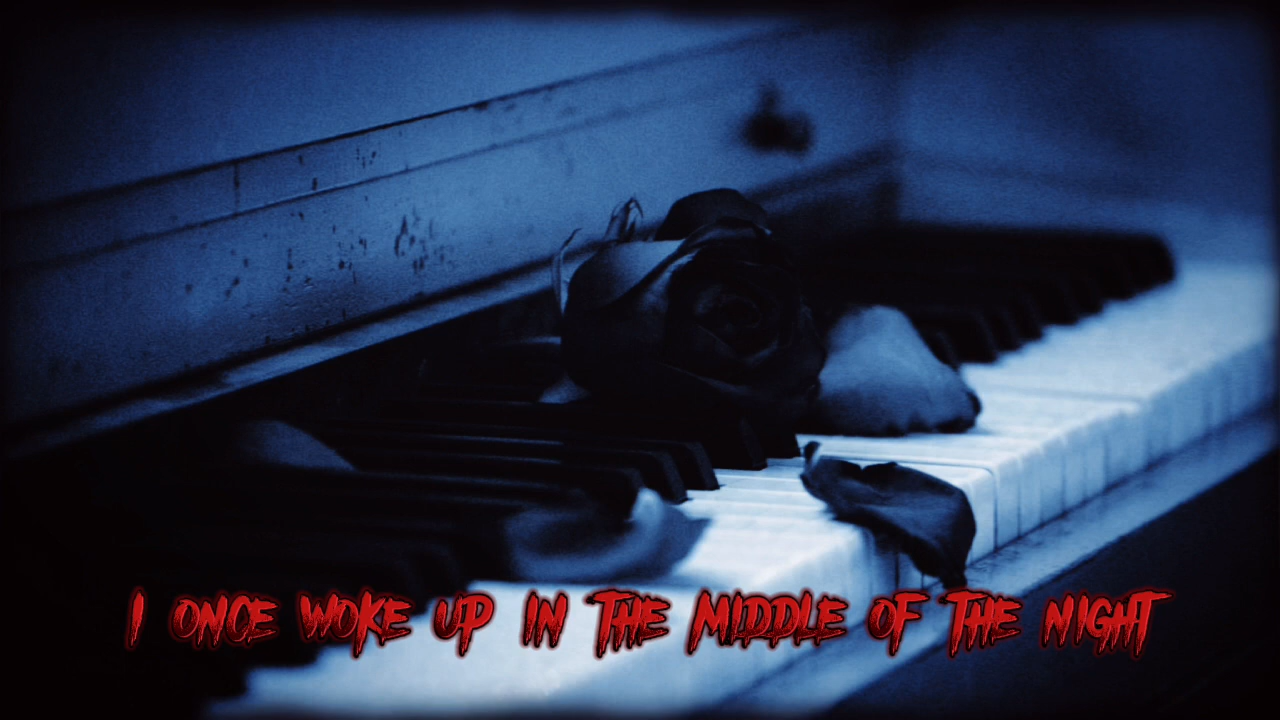 I ONCE WOKE UP IN THE MIDDLE OF THE NIGHT